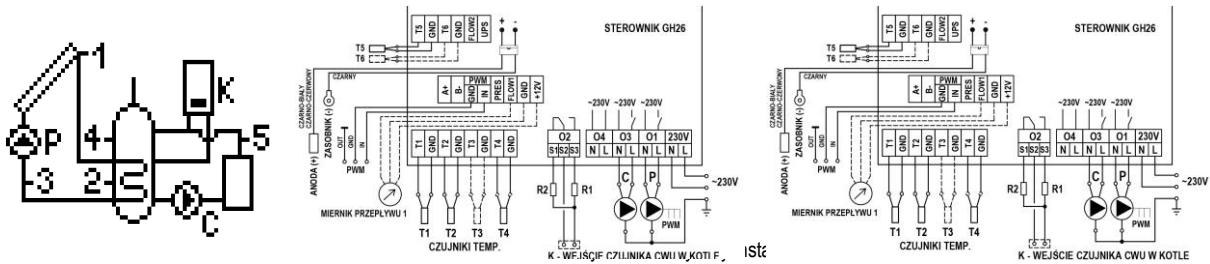 1
K
P
4
5
3
2
C
STEROWNIK GH26
T5 GND T6 GND FLOW2 UPS
+ -
T5
T6
CZARNY
CZARNO-BIAŁY
CZARNO-CZERWONY
ANODA (+)
ZASOBNIK (-)
A+ B- GND PWM IN PRES FLOW1 GND +12V
OUT GND IN
PWM
T1 GND T2 GND T3 GND T4 GND
MIERNIK PRZEPŁYWU 1
T1 T2 T3 T4
CZUJNIKI TEMP.
~230V ~230V ~230V
O2 O4 O3 O1 230V
S1 S2 S3 N L N L N L N L
R2 R1
C P
~230V
PWM
K - WEJŚCIE CZUJNIKA CWU W KOTLE
STEROWNIK GH26
T5 GND T6 GND FLOW2 UPS
+ -
T5
T6
CZARNY
CZARNO-BIAŁY
CZARNO-CZERWONY
ANODA (+)
ZASOBNIK (-)
A+ B- GND PWM IN PRES FLOW1 GND +12V
OUT GND IN
PWM
T1 GND T2 GND T3 GND T4 GND
MIERNIK PRZEPŁYWU 1
T1 T2 T3 T4
CZUJNIKI TEMP.
~230V ~230V ~230V
O2 O4 O3 O1 230V
S1 S2 S3 N L N L N L N L
R2 R1
C P
~230V
PWM
K - WEJŚCIE CZUJNIKA CWU W KOTLE